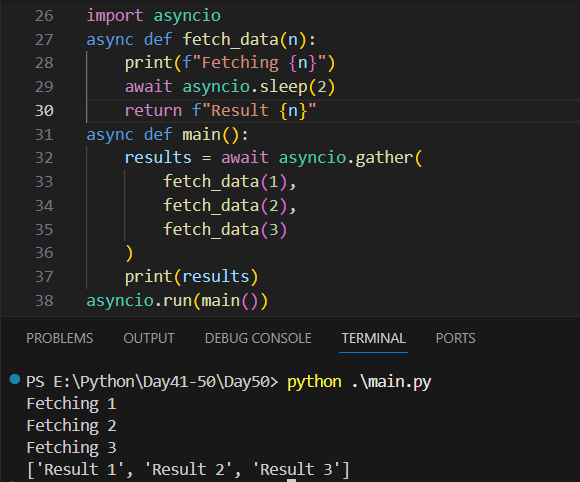 26 import asyncio
27 async def fetch_data(n):
28     print(f"Fetching {n}")
29     await asyncio.sleep(2)
30     return f"Result {n}"
31 async def main():
32     results = await asyncio.gather(
33         fetch_data(1),
34         fetch_data(2),
35         fetch_data(3)
36     )
37     print(results)
38 asyncio.run(main())
PROBLEMS OUTPUT DEBUG CONSOLE TERMINAL PORTS
PS E:\Python\Day41-50\Day50> python .\main.py
Fetching 1
Fetching 2
Fetching 3
['Result 1', 'Result 2', 'Result 3']